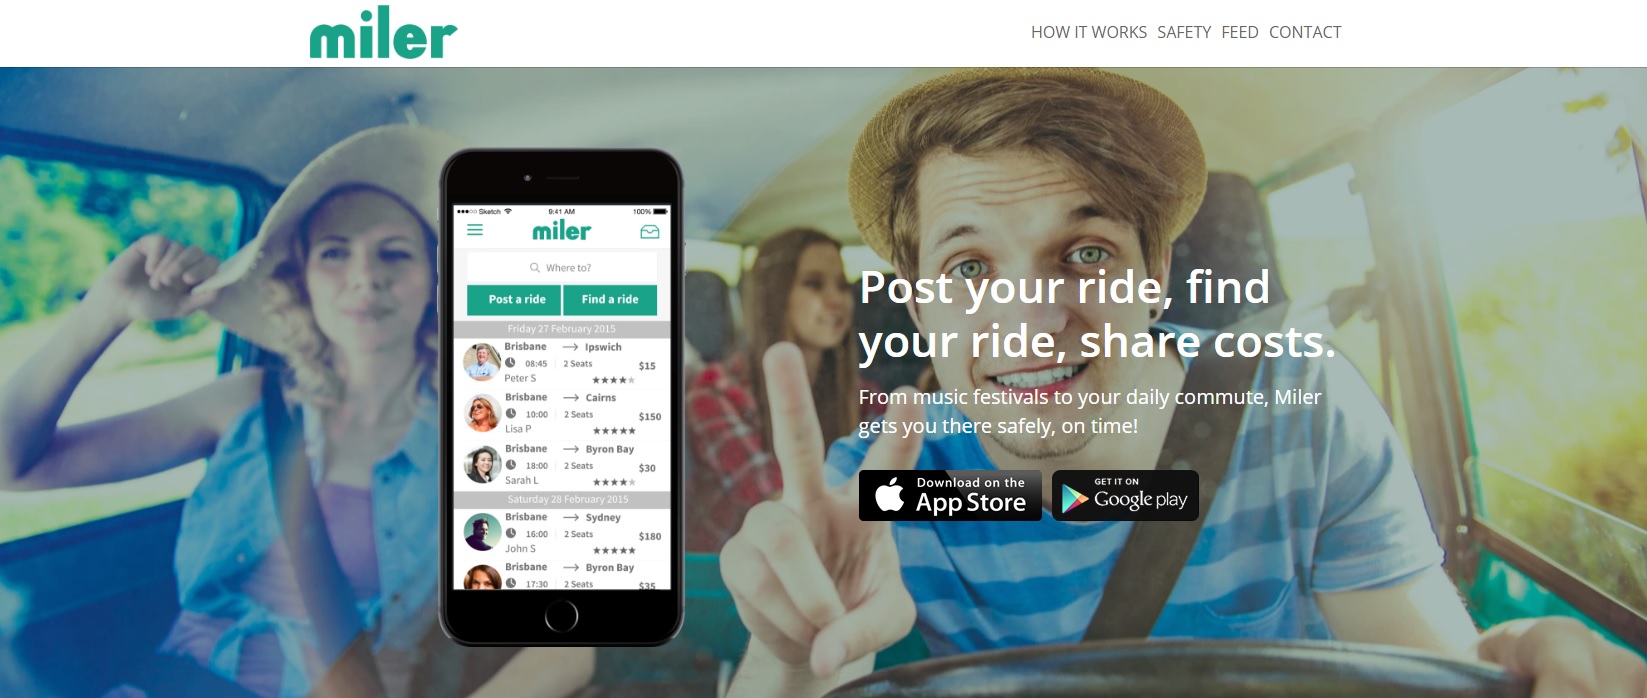 miler
HOW IT WORKS SAFETY FEED CONTACT
Sketch 9:41 AM 100%
miler
Where to?
Post a ride Find a ride
Friday 27 February 2015
Brisbane Ipswich
08:45 2 Seats $15
Peter S
Brisbane Cairns
10:00 2 Seats $150
Lisa P
Brisbane Byron Bay
18:00 2 Seats $30
Sarah L
Saturday 28 February 2015
Brisbane Sydney
16:00 2 Seats $180
John S
Brisbane Byron Bay
17:30 2 Seats $35
Post your ride, find
your ride, share costs.
From music festivals to your daily commute, Miler
gets you there safely, on time!
Download on the
App Store
GET IT ON
Google play